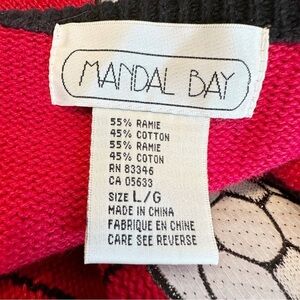 MANDAL BAY
55% RAMIE
45% COTTON
55% RAMIE
45% COTON
RN 83346
CA 05633
SIZE L/G
MADE IN CHINA
FABRIQUE EN CHINE
CARE SEE REVERSE